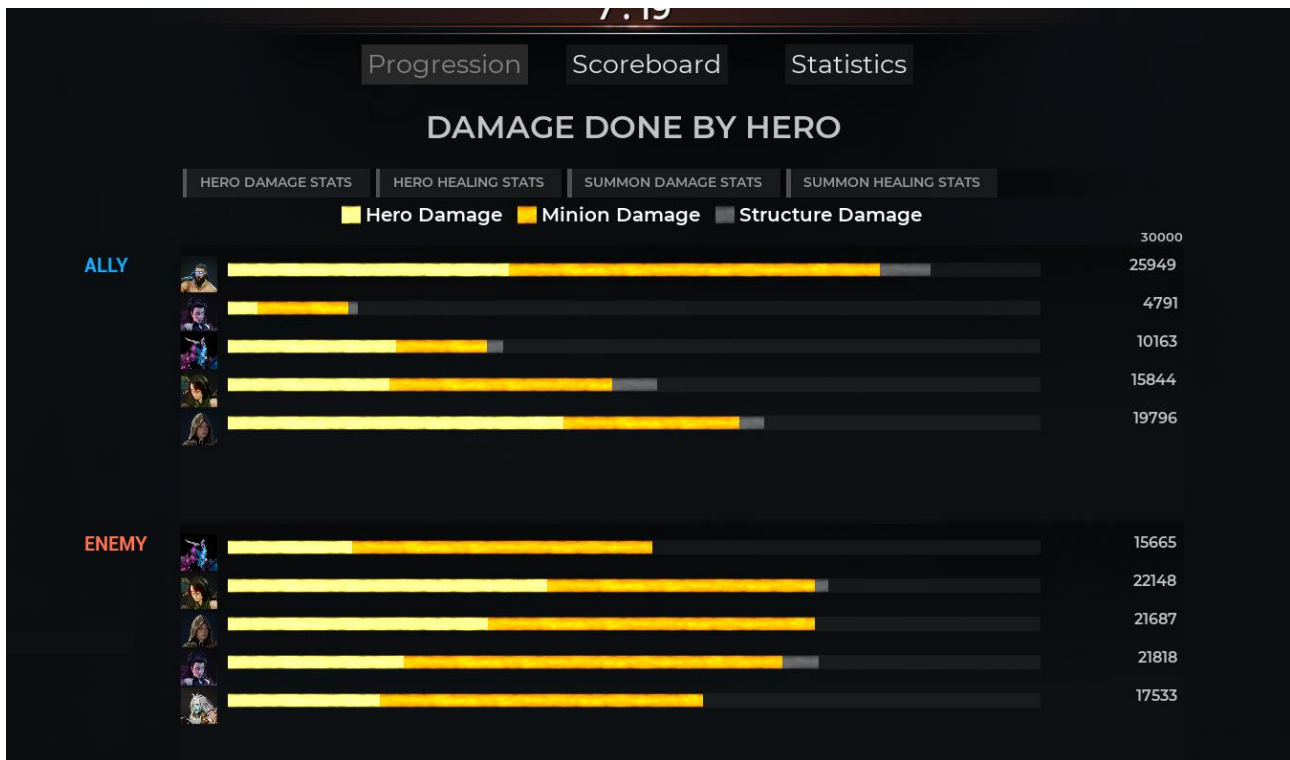 7 : 19
Progression Scoreboard Statistics
DAMAGE DONE BY HERO
HERO DAMAGE STATS HERO HEALING STATS SUMMON DAMAGE STATS SUMMON HEALING STATS
Hero Damage Minion Damage Structure Damage
30000
ALLY 25949
4791
10163
15844
19796
ENEMY 15665
22148
21687
21818
17533